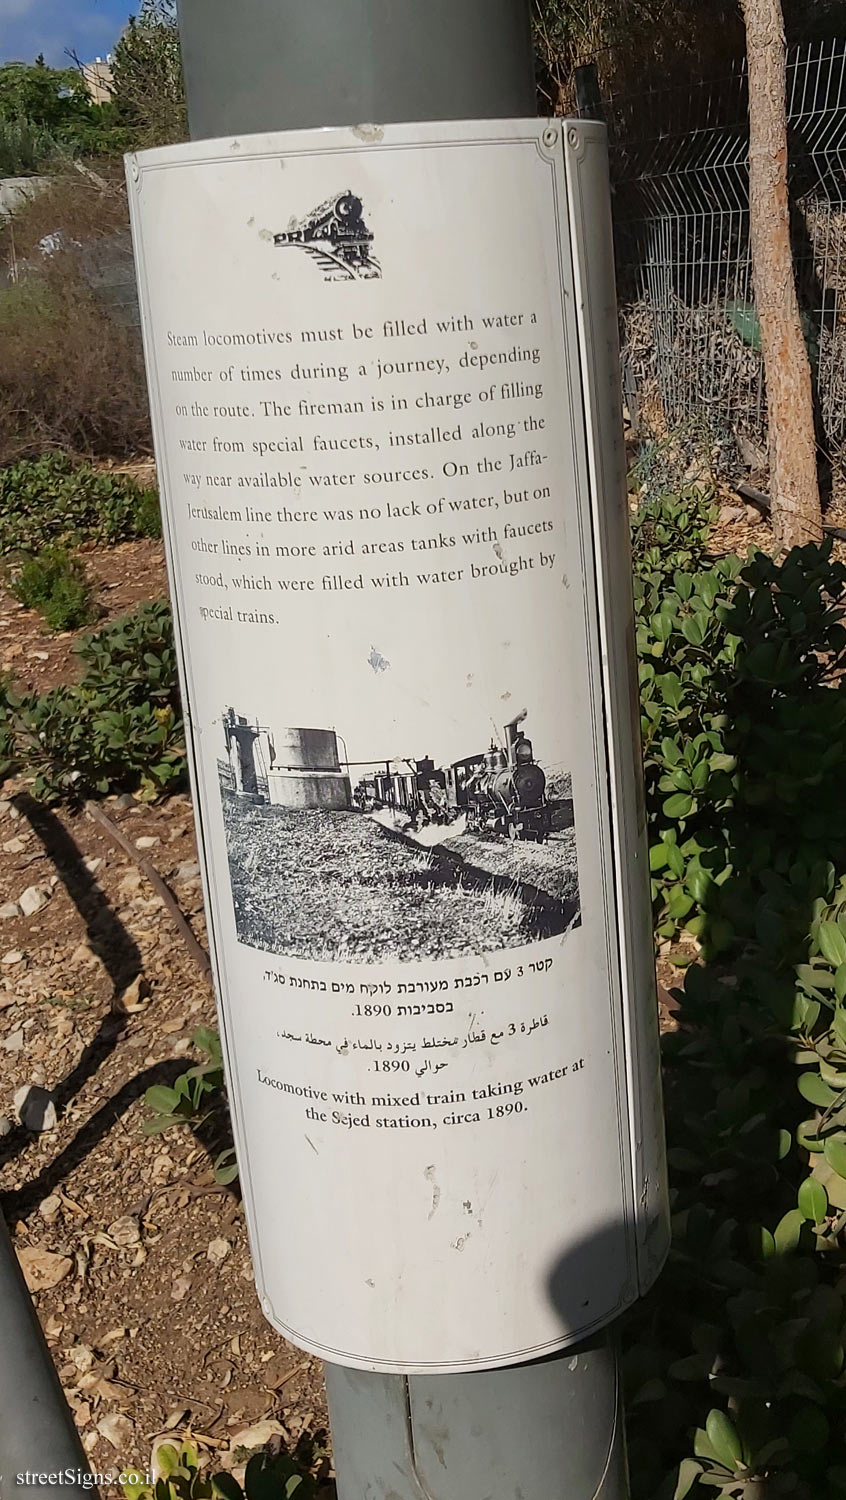 Steam locomotives must be filled with water a
number of times during a journey, depending
on the route. The fireman is in charge of filling
water from special faucets, installed along the
way near available water sources. On the Jaffa-
Jerusalem line there was no lack of water, but on
other lines in more arid areas tanks with faucets
stood, which were filled with water brought by
special trains.
קטר 3 עם רכבת מעורבת לוקח מים בתחנת סג'ד,
בסביבות 1890.
قاطرة 3 مع قطار مختلط يتزود بالماء في محطة سجد،
حوالي 1890.
Locomotive with mixed train taking water at
the Sejed station, circa 1890.
streetSigns.co.il